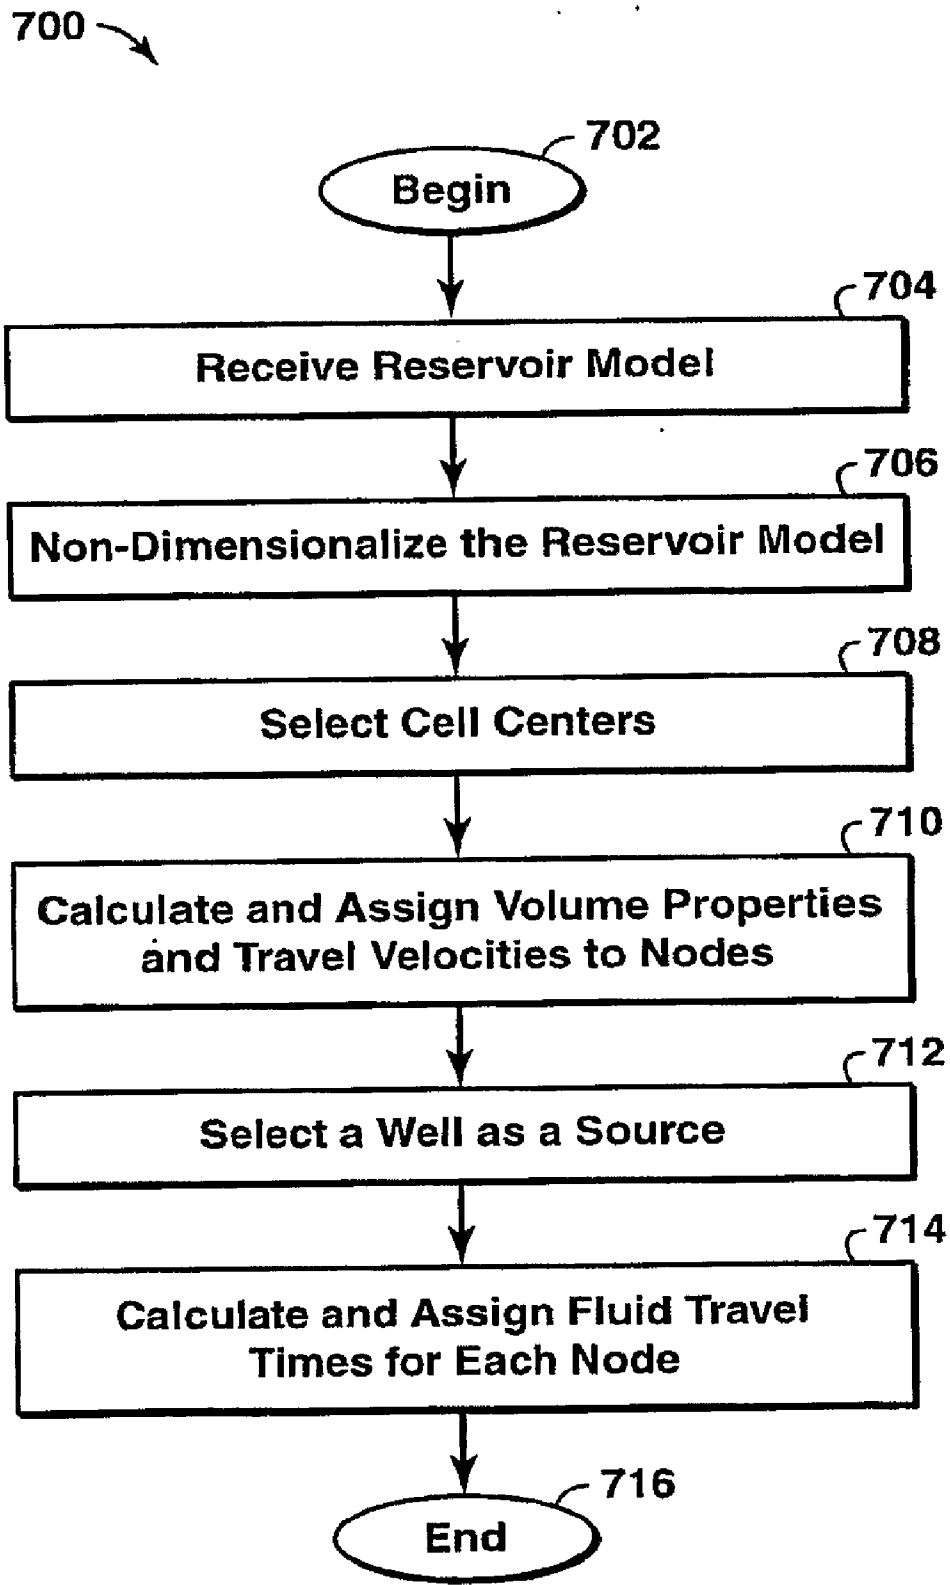 700
702
Begin
704
Receive Reservoir Model
706
Non-Dimensionalize the Reservoir Model
708
Select Cell Centers
710
Calculate and Assign Volume Properties
and Travel Velocities to Nodes
712
Select a Well as a Source
714
Calculate and Assign Fluid Travel
Times for Each Node
716
End